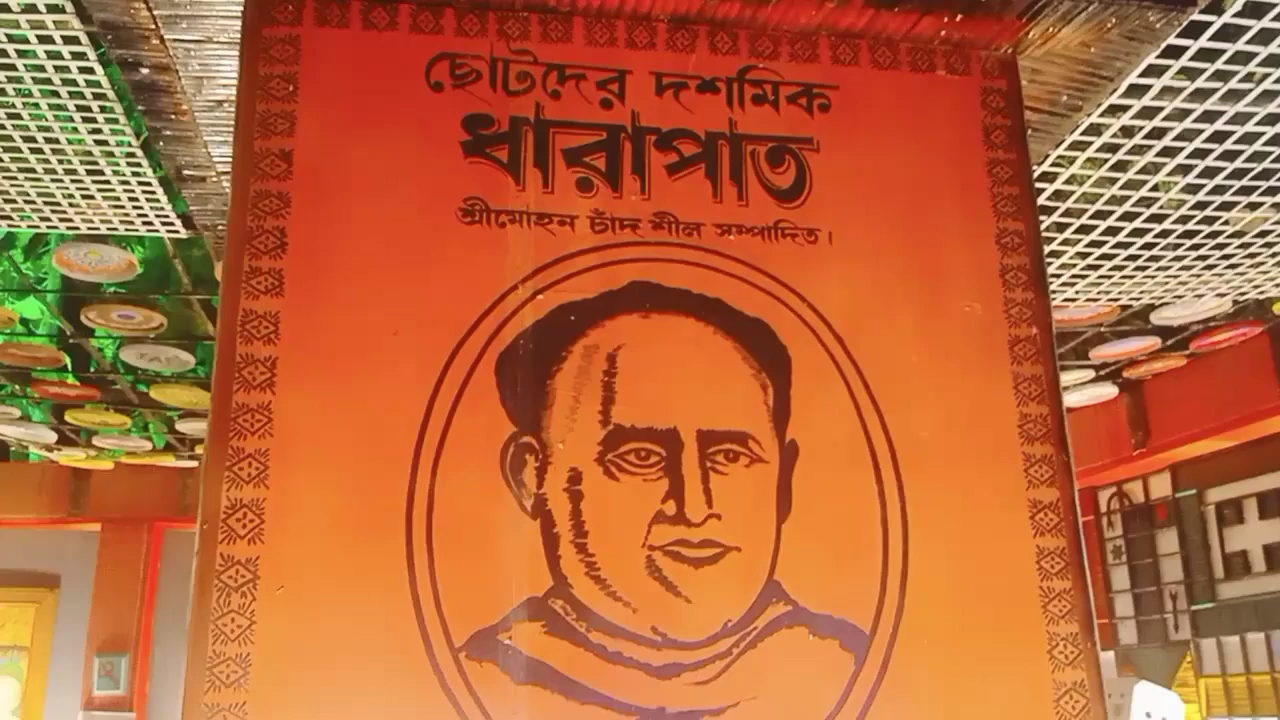 ছোটদের দশমিক
ধারাপাত
শ্রীমোহন চাঁদ শীল সম্পাদিত।